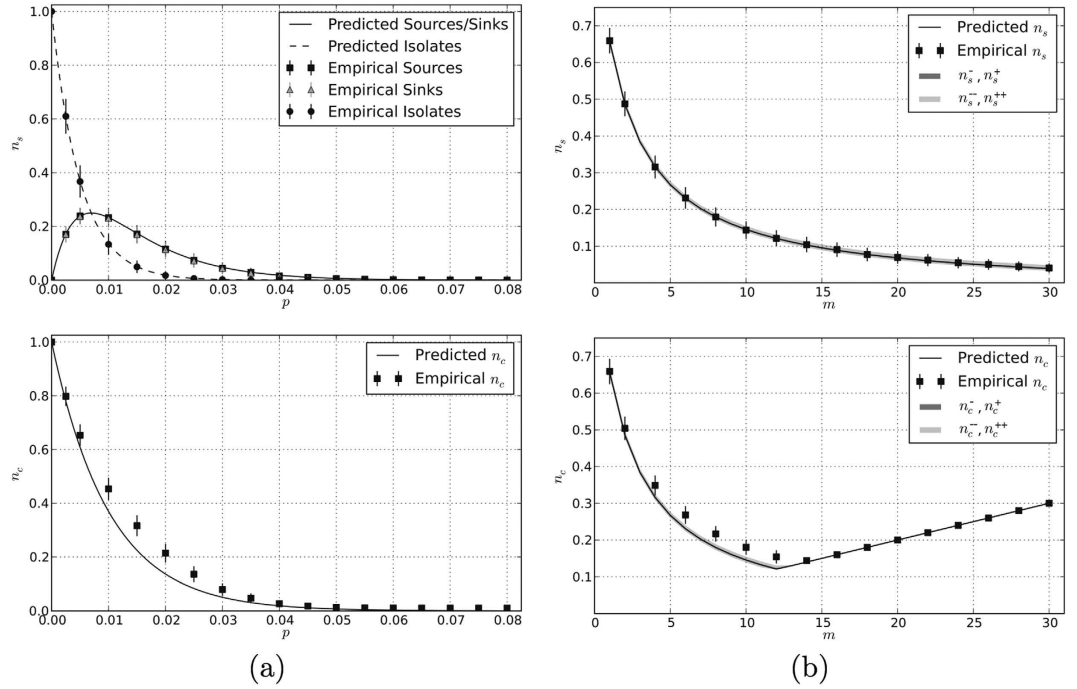 1.0
0.8
0.6
0.4
0.2
0.0
n_s
0.00 0.01 0.02 0.03 0.04 0.05 0.06 0.07 0.08
p
Predicted Sources/Sinks
Predicted Isolates
Empirical Sources
Empirical Sinks
Empirical Isolates
0.7
0.6
0.5
0.4
0.3
0.2
0.1
n_s
0 5 10 15 20 25 30
m
Predicted n_s
Empirical n_s
n_s^-, n_s^+
n_s^--, n_s^++
1.0
0.8
0.6
0.4
0.2
0.0
n_c
0.00 0.01 0.02 0.03 0.04 0.05 0.06 0.07 0.08
p
Predicted n_c
Empirical n_c
0.7
0.6
0.5
0.4
0.3
0.2
0.1
n_c
0 5 10 15 20 25 30
m
Predicted n_c
Empirical n_c
n_c^-, n_c^+
n_c^--, n_c^++
(a)
(b)